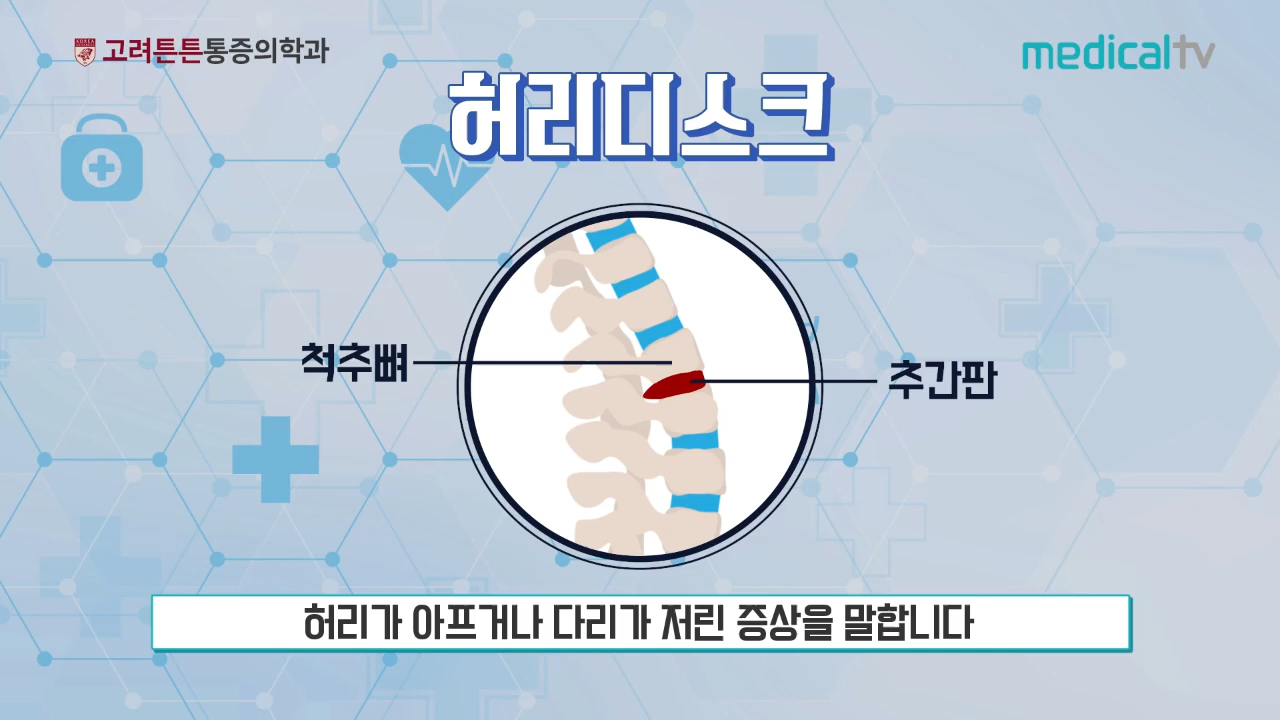 고려튼튼통증의학과
medicaltv
허리디스크
척추뼈
추간판
허리가 아프거나 다리가 저린 증상을 말합니다